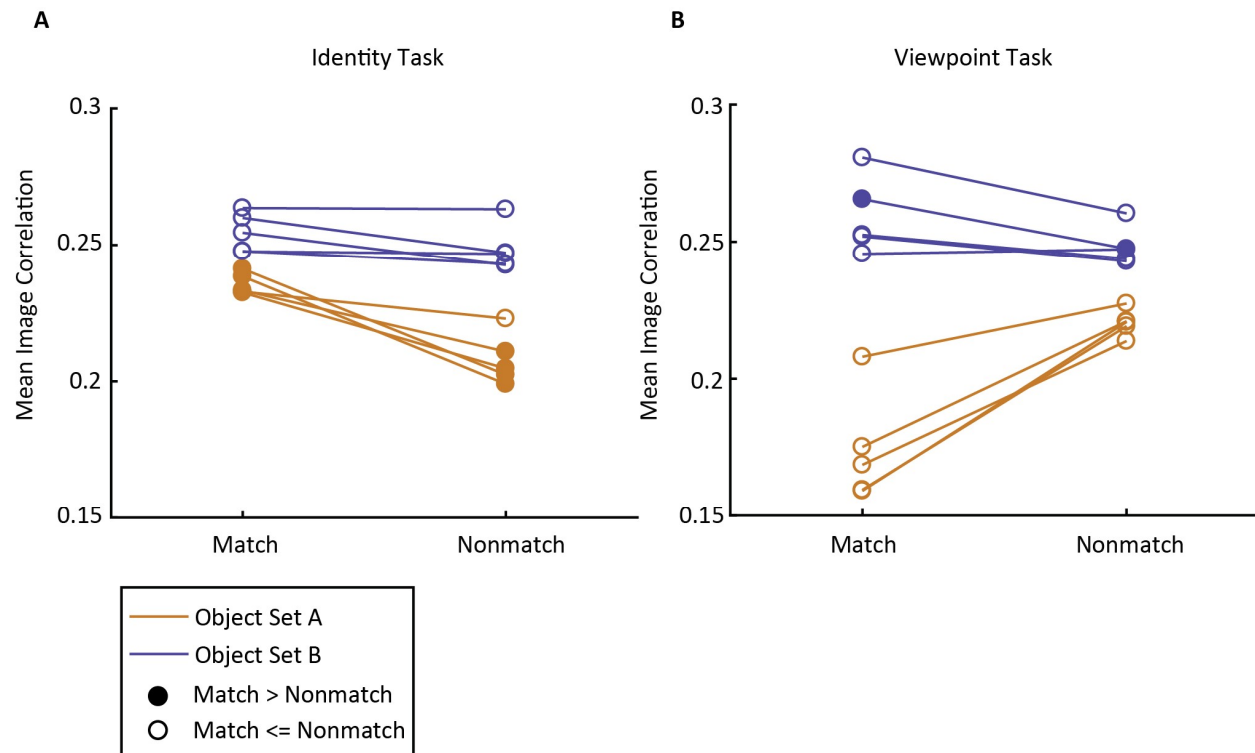 A
Identity Task
0.3
0.25
0.2
0.15
Mean Image Correlation
Match
Nonmatch
B
Viewpoint Task
0.3
0.25
0.2
0.15
Mean Image Correlation
Match
Nonmatch
Object Set A
Object Set B
Match > Nonmatch
Match <= Nonmatch